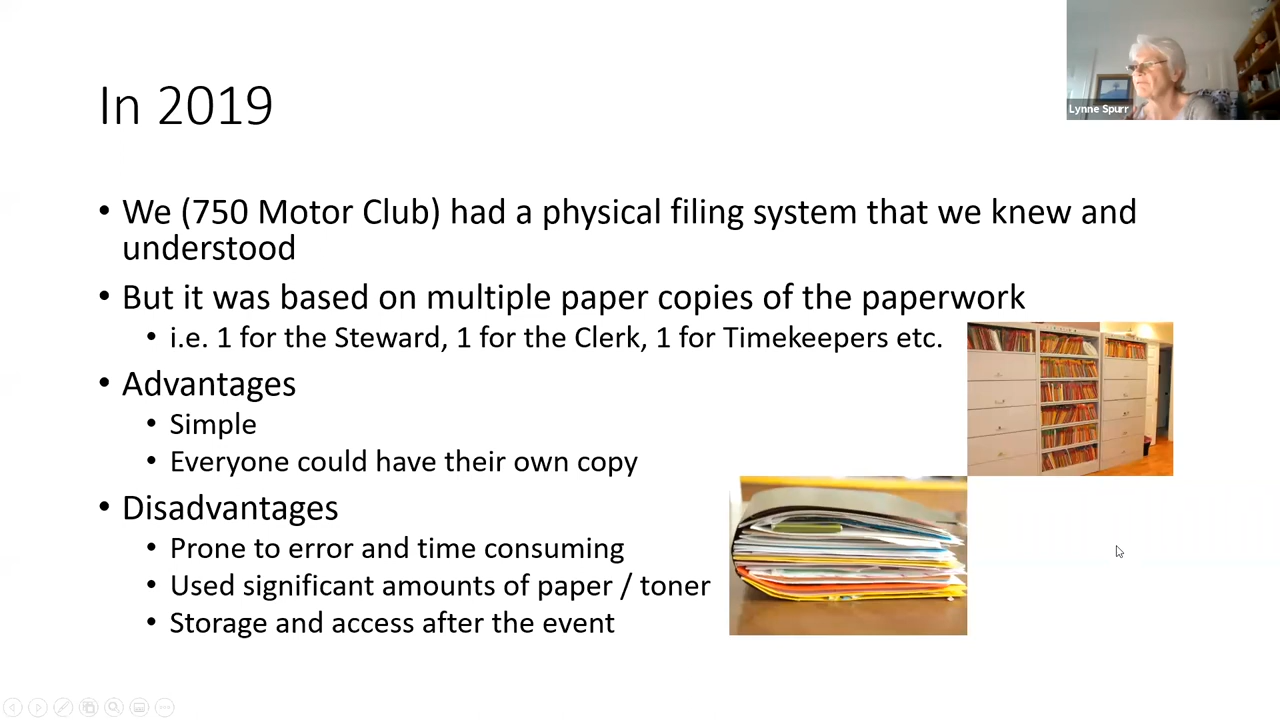 In 2019
Lynne Spurr
• We (750 Motor Club) had a physical filing system that we knew and
understood
• But it was based on multiple paper copies of the paperwork
• i.e. 1 for the Steward, 1 for the Clerk, 1 for Timekeepers etc.
• Advantages
• Simple
• Everyone could have their own copy
• Disadvantages
• Prone to error and time consuming
• Used significant amounts of paper / toner
• Storage and access after the event